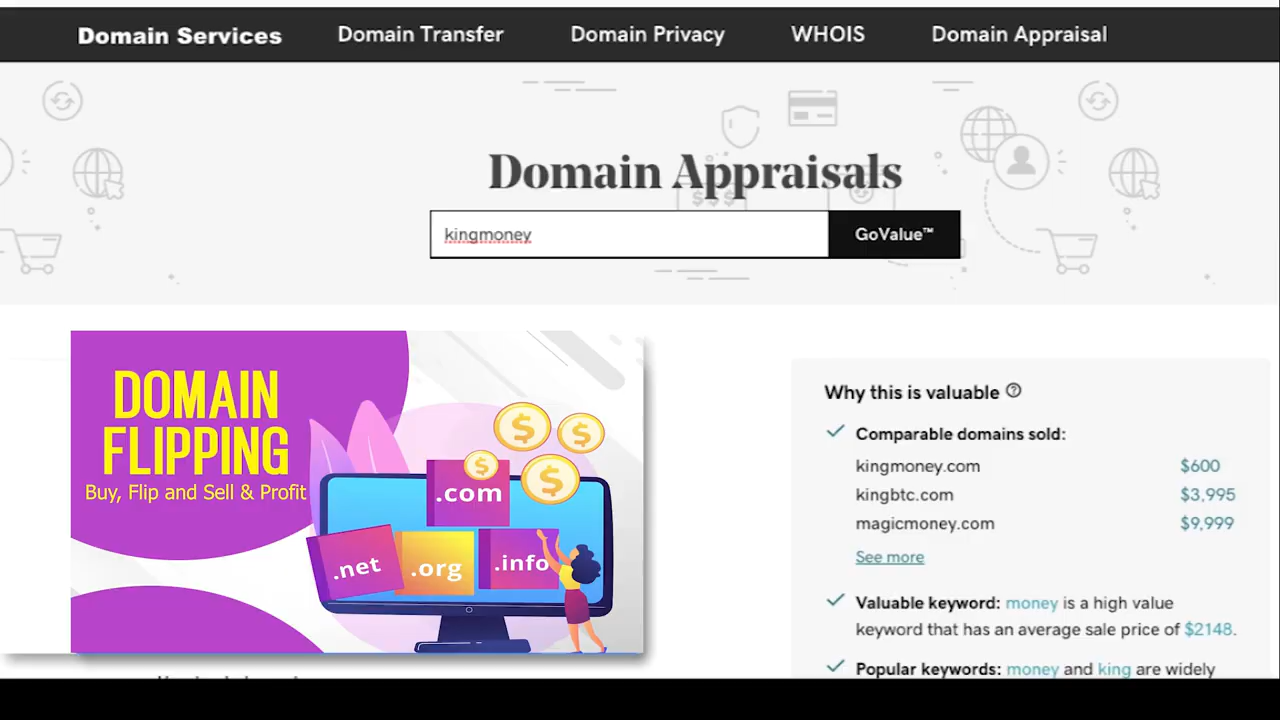 Domain Services Domain Transfer Domain Privacy WHOIS Domain Appraisal
$$$
Domain Appraisals
kingmoney GoValue™
DOMAIN
FLIPPING
Buy, Flip and Sell & Profit
$ $ $ $
.com
.net .org .info
Why this is valuable ?
Comparable domains sold:
kingmoney.com $600
kingbtc.com $3,995
magicmoney.com $9,999
See more
Valuable keyword: money is a high value
keyword that has an average sale price of $2148.
Popular keywords: money and king are widely